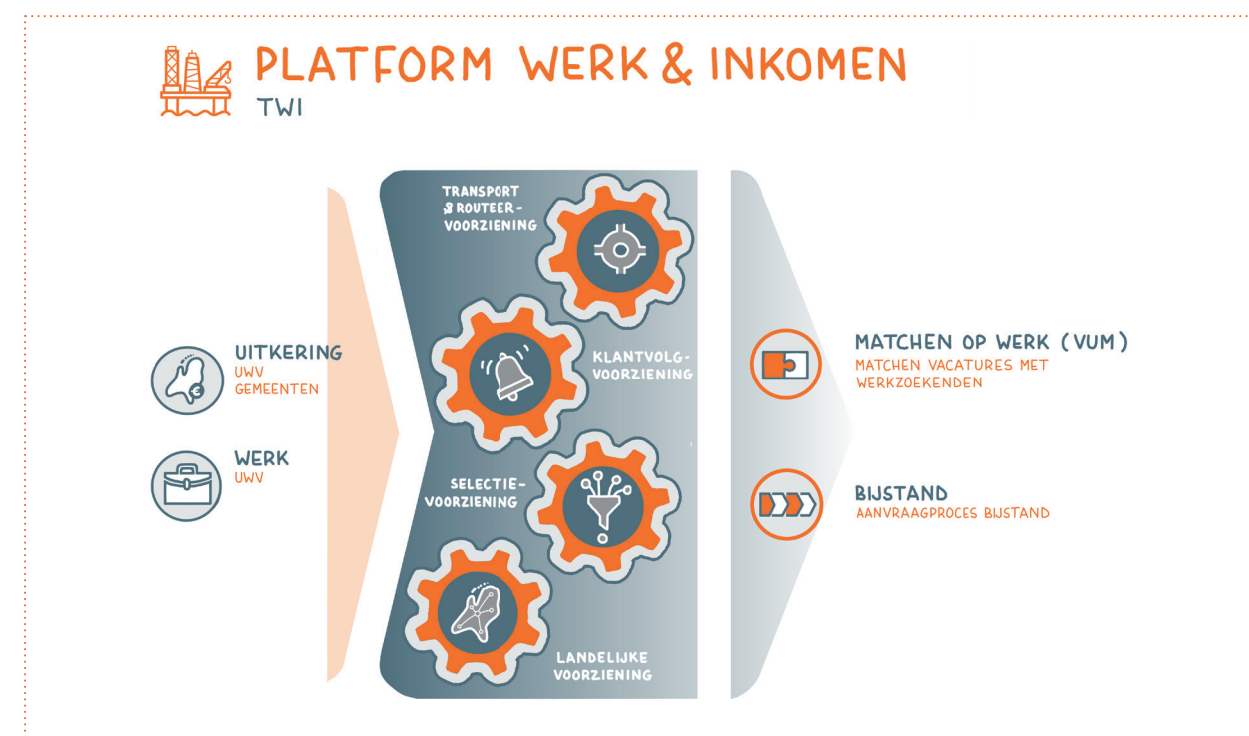 PLATFORM WERK & INKOMEN
TWI
UITKERING
UWV
GEMEENTEN
WERK
UWV
TRANSPORT
& ROUTEER-
VOORZIENING
KLANTVOLG-
VOORZIENING
SELECTIE-
VOORZIENING
LANDELIJKE
VOORZIENING
MATCHEN OP WERK (VUM)
MATCHEN VACATURES MET
WERKZOEKENDEN
BIJSTAND
AANVRAAGPROCES BIJSTAND